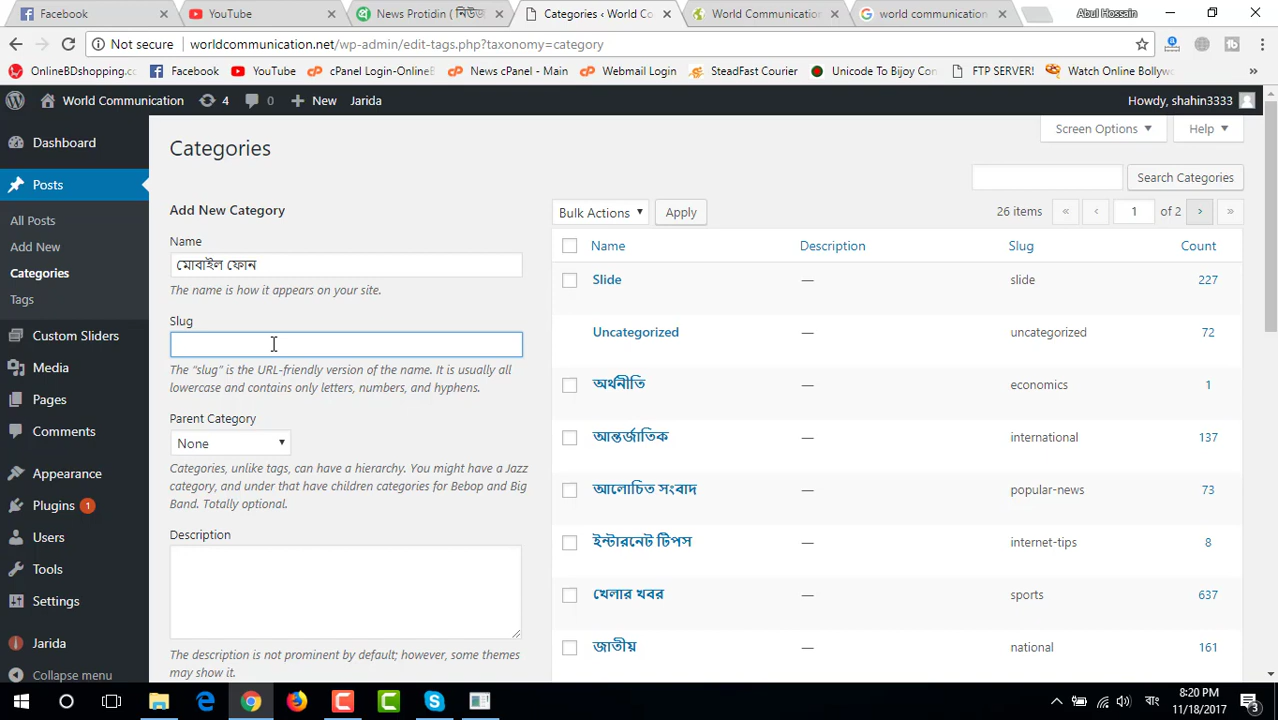 Facebook
YouTube
News Protidin ( নিউ
Categories ‹ World Co
World Communication
world communication
Abul Hossain
Not secure
worldcommunication.net/wp-admin/edit-tags.php?taxonomy=category
OnlineBDshopping.co
Facebook
YouTube
cPanel Login-OnlineB
News cPanel - Main
Webmail Login
SteadFast Courier
Unicode To Bijoy Con
FTP SERVER!
Watch Online Bollyw
»
World Communication
4
0
New
Jarida
Howdy, shahin3333
Dashboard
Posts
All Posts
Add New
Categories
Tags
Custom Sliders
Media
Pages
Comments
Appearance
Plugins 1
Users
Tools
Settings
Jarida
Collapse menu
Screen Options
Help
Categories
Search Categories
Add New Category
Name
মোবাইল ফোন
The name is how it appears on your site.
Slug
The “slug” is the URL-friendly version of the name. It is usually all
lowercase and contains only letters, numbers, and hyphens.
Parent Category
None
Categories, unlike tags, can have a hierarchy. You might have a Jazz
category, and under that have children categories for Bebop and Big
Band. Totally optional.
Description
The description is not prominent by default; however, some themes
may show it.
Bulk Actions
Apply
26 items « ‹ 1 of 2 › »
Name Description Slug Count
Slide — slide 227
Uncategorized — uncategorized 72
অর্থনীতি — economics 1
আন্তর্জাতিক — international 137
আলোচিত সংবাদ — popular-news 73
ইন্টারনেট টিপস — internet-tips 8
খেলার খবর — sports 637
জাতীয় — national 161
বাং
8:20 PM
11/18/2017
3